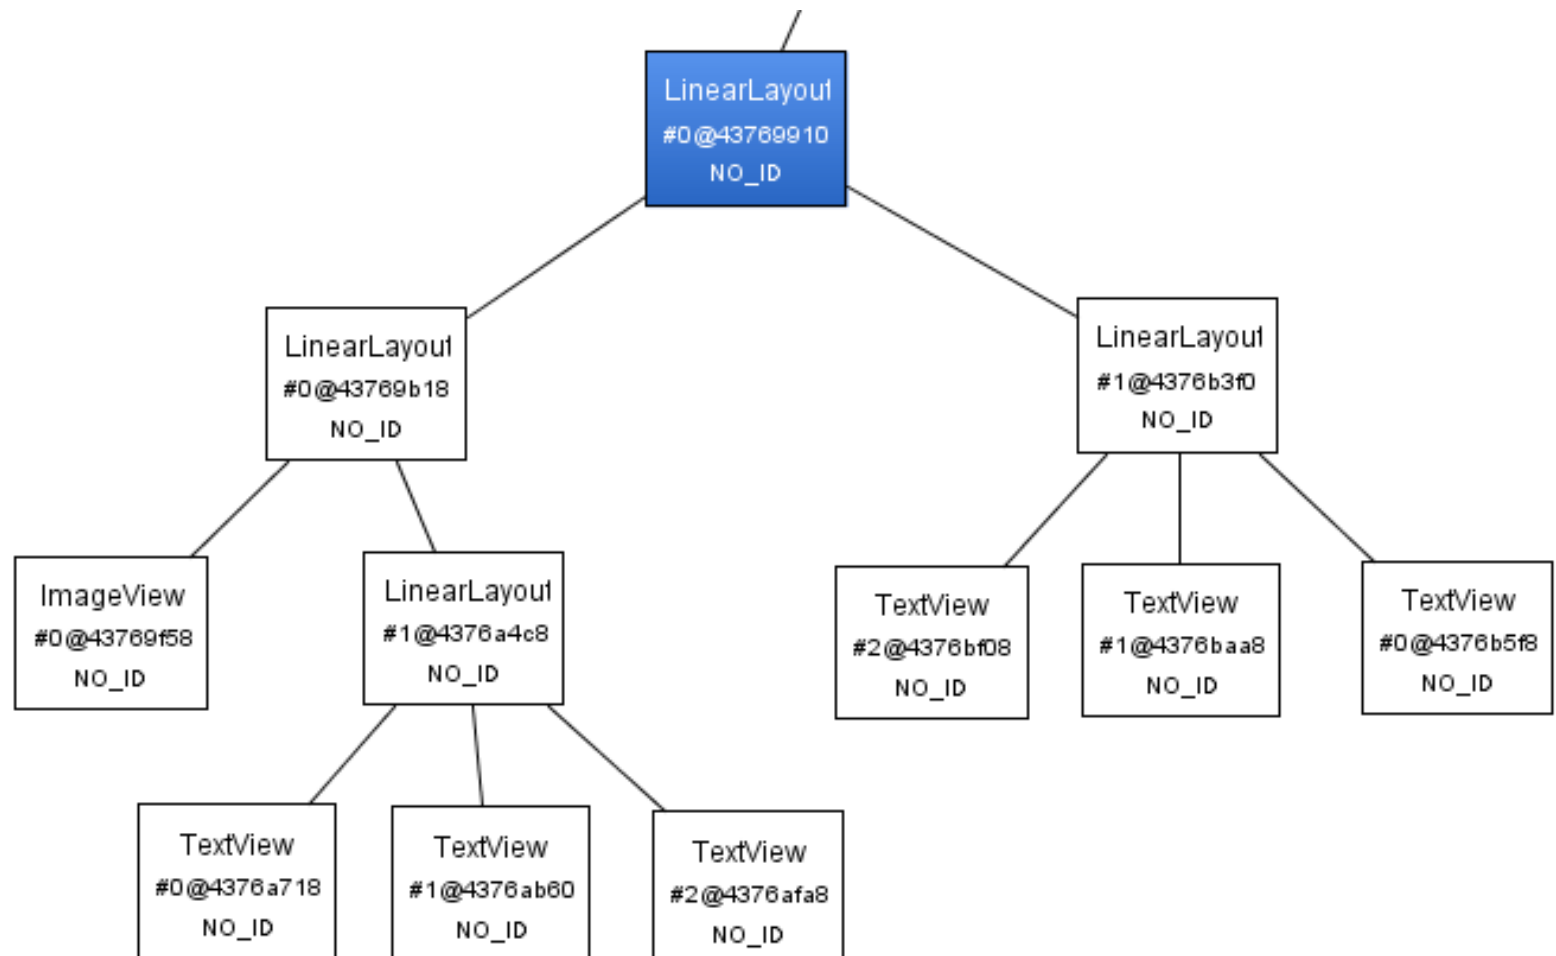 LinearLayout
#0@43769910
NO_ID
LinearLayout
#0@43769b18
NO_ID
LinearLayout
#1@4376b3f0
NO_ID
ImageView
#0@43769f58
NO_ID
LinearLayout
#1@4376a4c8
NO_ID
TextView
#2@4376bf08
NO_ID
TextView
#1@4376baa8
NO_ID
TextView
#0@4376b5f8
NO_ID
TextView
#0@4376a718
NO_ID
TextView
#1@4376ab60
NO_ID
TextView
#2@4376afa8
NO_ID